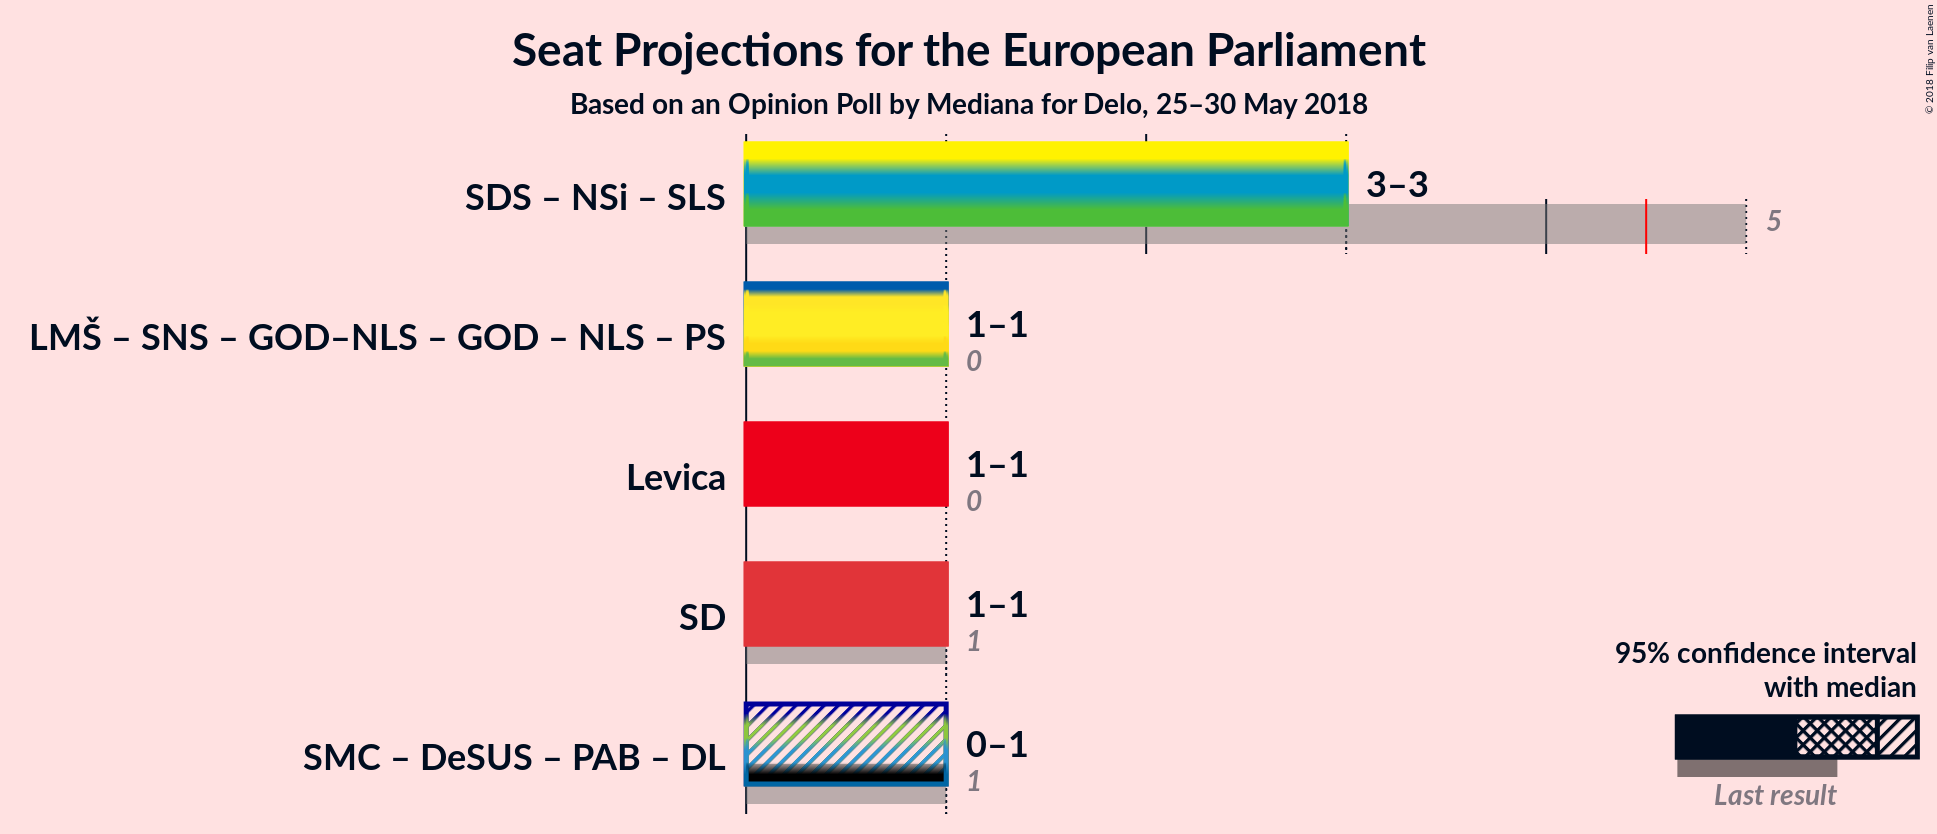 Seat Projections for the European Parliament
Based on an Opinion Poll by Mediana for Delo, 25–30 May 2018
© 2018 Filip van Laenen
SDS – NSi – SLS
3–3
5
LMŠ – SNS – GOD–NLS – GOD – NLS – PS
1–1
0
Levica
1–1
0
SD
1–1
1
SMC – DeSUS – PAB – DL
0–1
1
95% confidence interval
with median
Last result